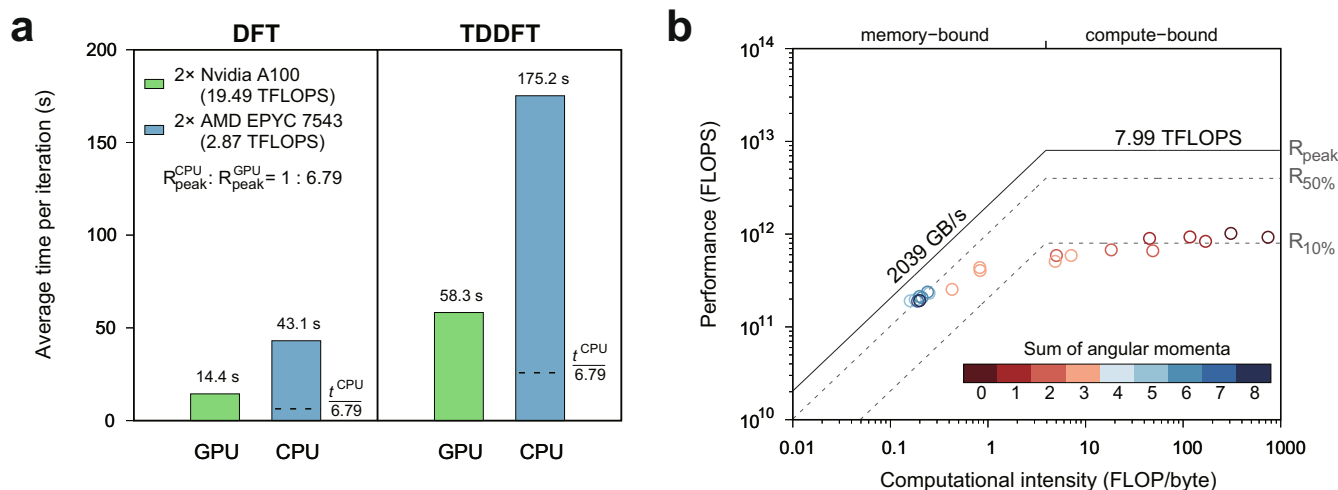 a
DFT
TDDFT
Average time per iteration (s)
200
150
100
50
0
2× Nvidia A100
(19.49 TFLOPS)
2× AMD EPYC 7543
(2.87 TFLOPS)
R^CPU_peak : R^GPU_peak = 1 : 6.79
14.4 s
43.1 s
t^CPU
6.79
58.3 s
175.2 s
t^CPU
6.79
GPU
CPU
GPU
CPU
b
memory−bound
compute−bound
Performance (FLOPS)
10^14
10^13
10^12
10^11
10^10
2039 GB/s
7.99 TFLOPS
R_peak
R_50%
R_10%
Sum of angular momenta
0 1 2 3 4 5 6 7 8
0.01 0.1 1 10 100 1000
Computational intensity (FLOP/byte)